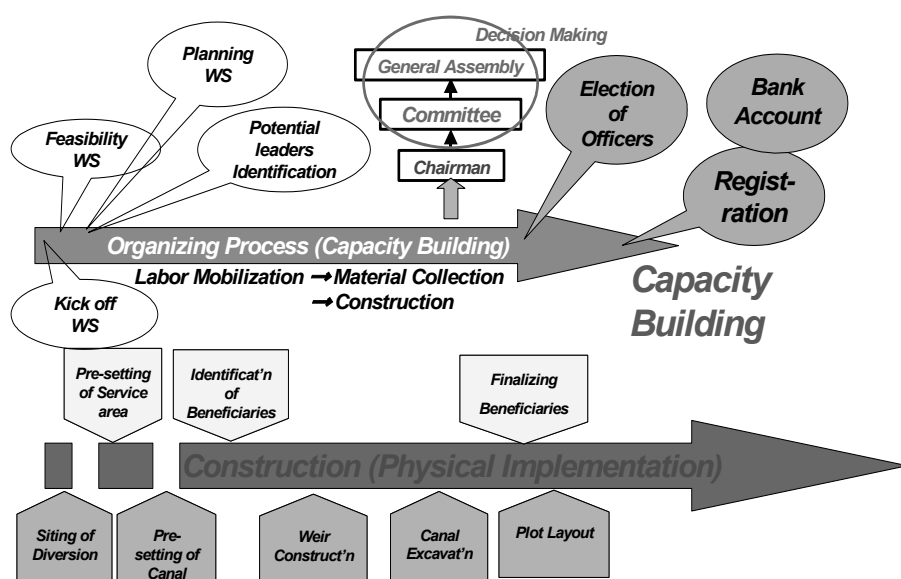 Decision Making
Planning
WS
General Assembly
Election
of
Officers
Bank
Account
Committee
Feasibility
WS
Potential
leaders
Identification
Chairman
Regist-
ration
Organizing Process (Capacity Building)
Labor Mobilization → Material Collection
→ Construction
Capacity
Building
Kick off
WS
Pre-setting
of Service
area
Identificat'n
of
Beneficiaries
Finalizing
Beneficiaries
Construction (Physical Implementation)
Siting of
Diversion
Pre-
setting of
Canal
Weir
Construct'n
Canal
Excavat'n
Plot Layout